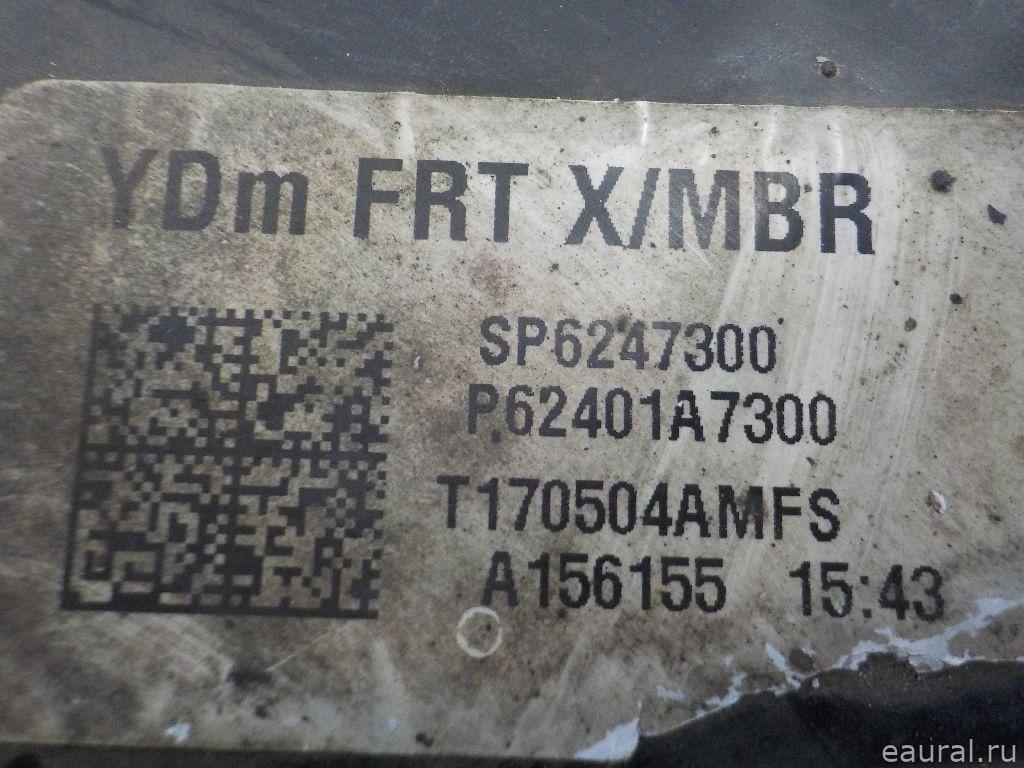 YDm FRT X/MBR
SP6247300
P62401A7300
T170504AMFS
A156155 15:43
eaural.ru